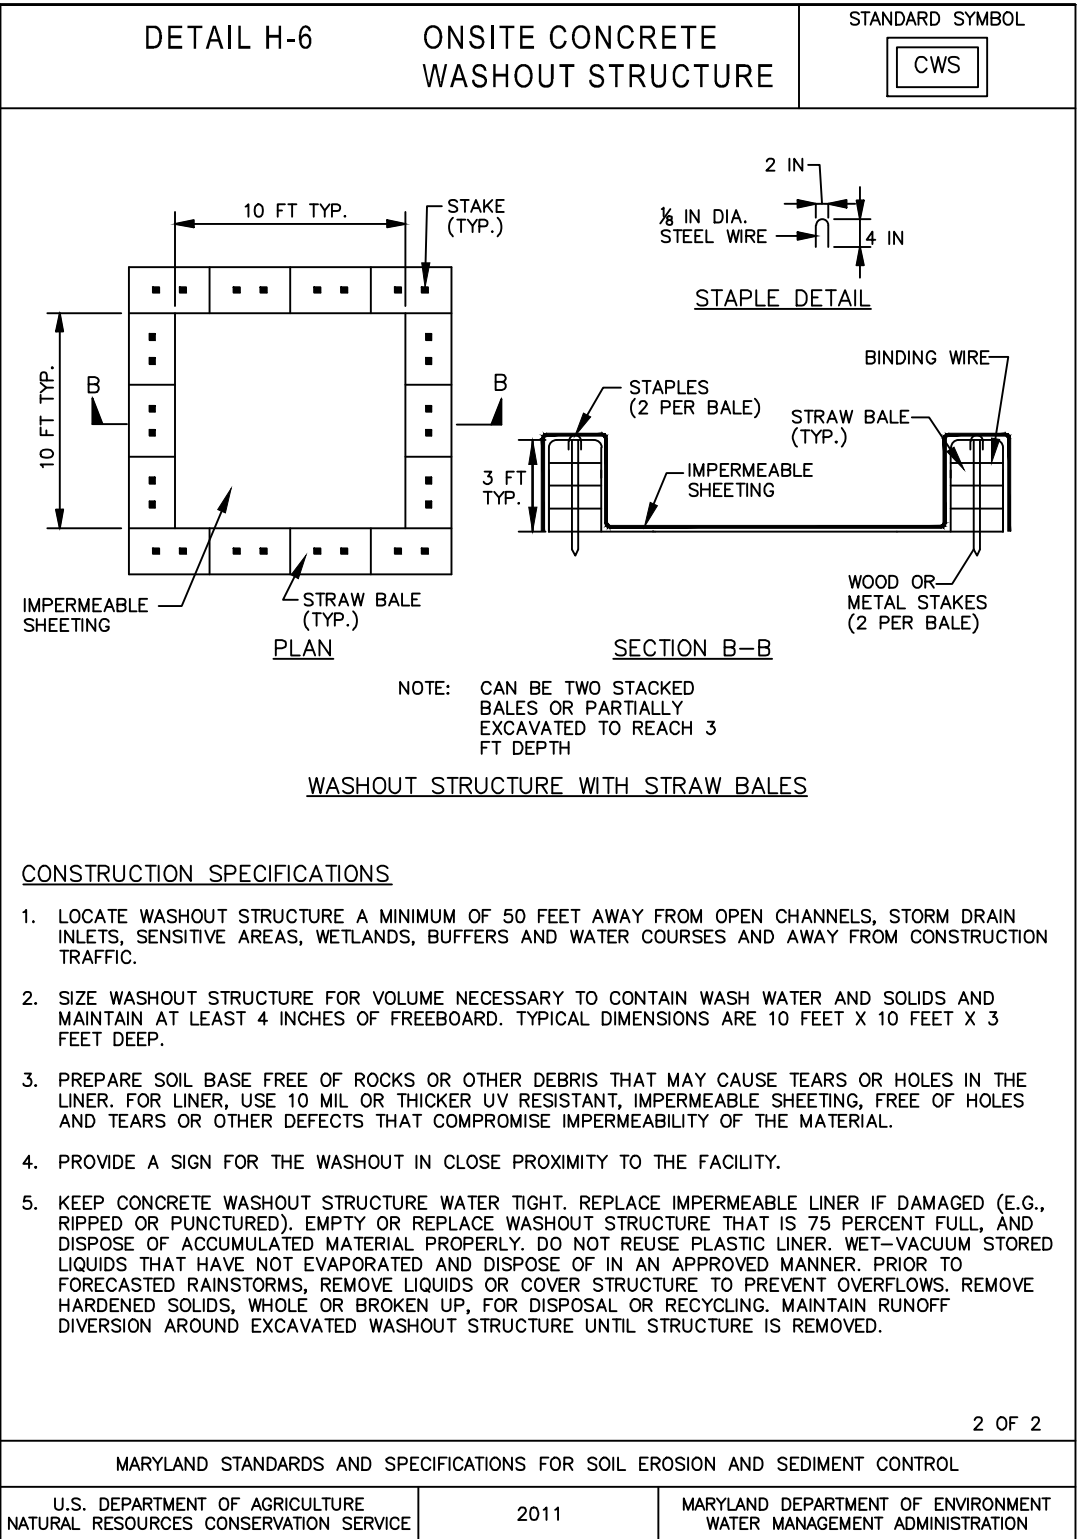 DETAIL H-6
ONSITE CONCRETE
WASHOUT STRUCTURE
STANDARD SYMBOL
CWS
10 FT TYP.
STAKE
(TYP.)
10 FT TYP.
B
B
IMPERMEABLE
SHEETING
STRAW BALE
(TYP.)
PLAN
2 IN
⅛ IN DIA.
STEEL WIRE
4 IN
STAPLE DETAIL
BINDING WIRE
STAPLES
(2 PER BALE)
STRAW BALE
(TYP.)
3 FT
TYP.
IMPERMEABLE
SHEETING
WOOD OR
METAL STAKES
(2 PER BALE)
SECTION B-B
NOTE: CAN BE TWO STACKED
BALES OR PARTIALLY
EXCAVATED TO REACH 3
FT DEPTH
WASHOUT STRUCTURE WITH STRAW BALES
CONSTRUCTION SPECIFICATIONS
1. LOCATE WASHOUT STRUCTURE A MINIMUM OF 50 FEET AWAY FROM OPEN CHANNELS, STORM DRAIN
INLETS, SENSITIVE AREAS, WETLANDS, BUFFERS AND WATER COURSES AND AWAY FROM CONSTRUCTION
TRAFFIC.
2. SIZE WASHOUT STRUCTURE FOR VOLUME NECESSARY TO CONTAIN WASH WATER AND SOLIDS AND
MAINTAIN AT LEAST 4 INCHES OF FREEBOARD. TYPICAL DIMENSIONS ARE 10 FEET X 10 FEET X 3
FEET DEEP.
3. PREPARE SOIL BASE FREE OF ROCKS OR OTHER DEBRIS THAT MAY CAUSE TEARS OR HOLES IN THE
LINER. FOR LINER, USE 10 MIL OR THICKER UV RESISTANT, IMPERMEABLE SHEETING, FREE OF HOLES
AND TEARS OR OTHER DEFECTS THAT COMPROMISE IMPERMEABILITY OF THE MATERIAL.
4. PROVIDE A SIGN FOR THE WASHOUT IN CLOSE PROXIMITY TO THE FACILITY.
5. KEEP CONCRETE WASHOUT STRUCTURE WATER TIGHT. REPLACE IMPERMEABLE LINER IF DAMAGED (E.G.,
RIPPED OR PUNCTURED). EMPTY OR REPLACE WASHOUT STRUCTURE THAT IS 75 PERCENT FULL, AND
DISPOSE OF ACCUMULATED MATERIAL PROPERLY. DO NOT REUSE PLASTIC LINER. WET-VACUUM STORED
LIQUIDS THAT HAVE NOT EVAPORATED AND DISPOSE OF IN AN APPROVED MANNER. PRIOR TO
FORECASTED RAINSTORMS, REMOVE LIQUIDS OR COVER STRUCTURE TO PREVENT OVERFLOWS. REMOVE
HARDENED SOLIDS, WHOLE OR BROKEN UP, FOR DISPOSAL OR RECYCLING. MAINTAIN RUNOFF
DIVERSION AROUND EXCAVATED WASHOUT STRUCTURE UNTIL STRUCTURE IS REMOVED.
2 OF 2
MARYLAND STANDARDS AND SPECIFICATIONS FOR SOIL EROSION AND SEDIMENT CONTROL
U.S. DEPARTMENT OF AGRICULTURE
NATURAL RESOURCES CONSERVATION SERVICE
2011
MARYLAND DEPARTMENT OF ENVIRONMENT
WATER MANAGEMENT ADMINISTRATION